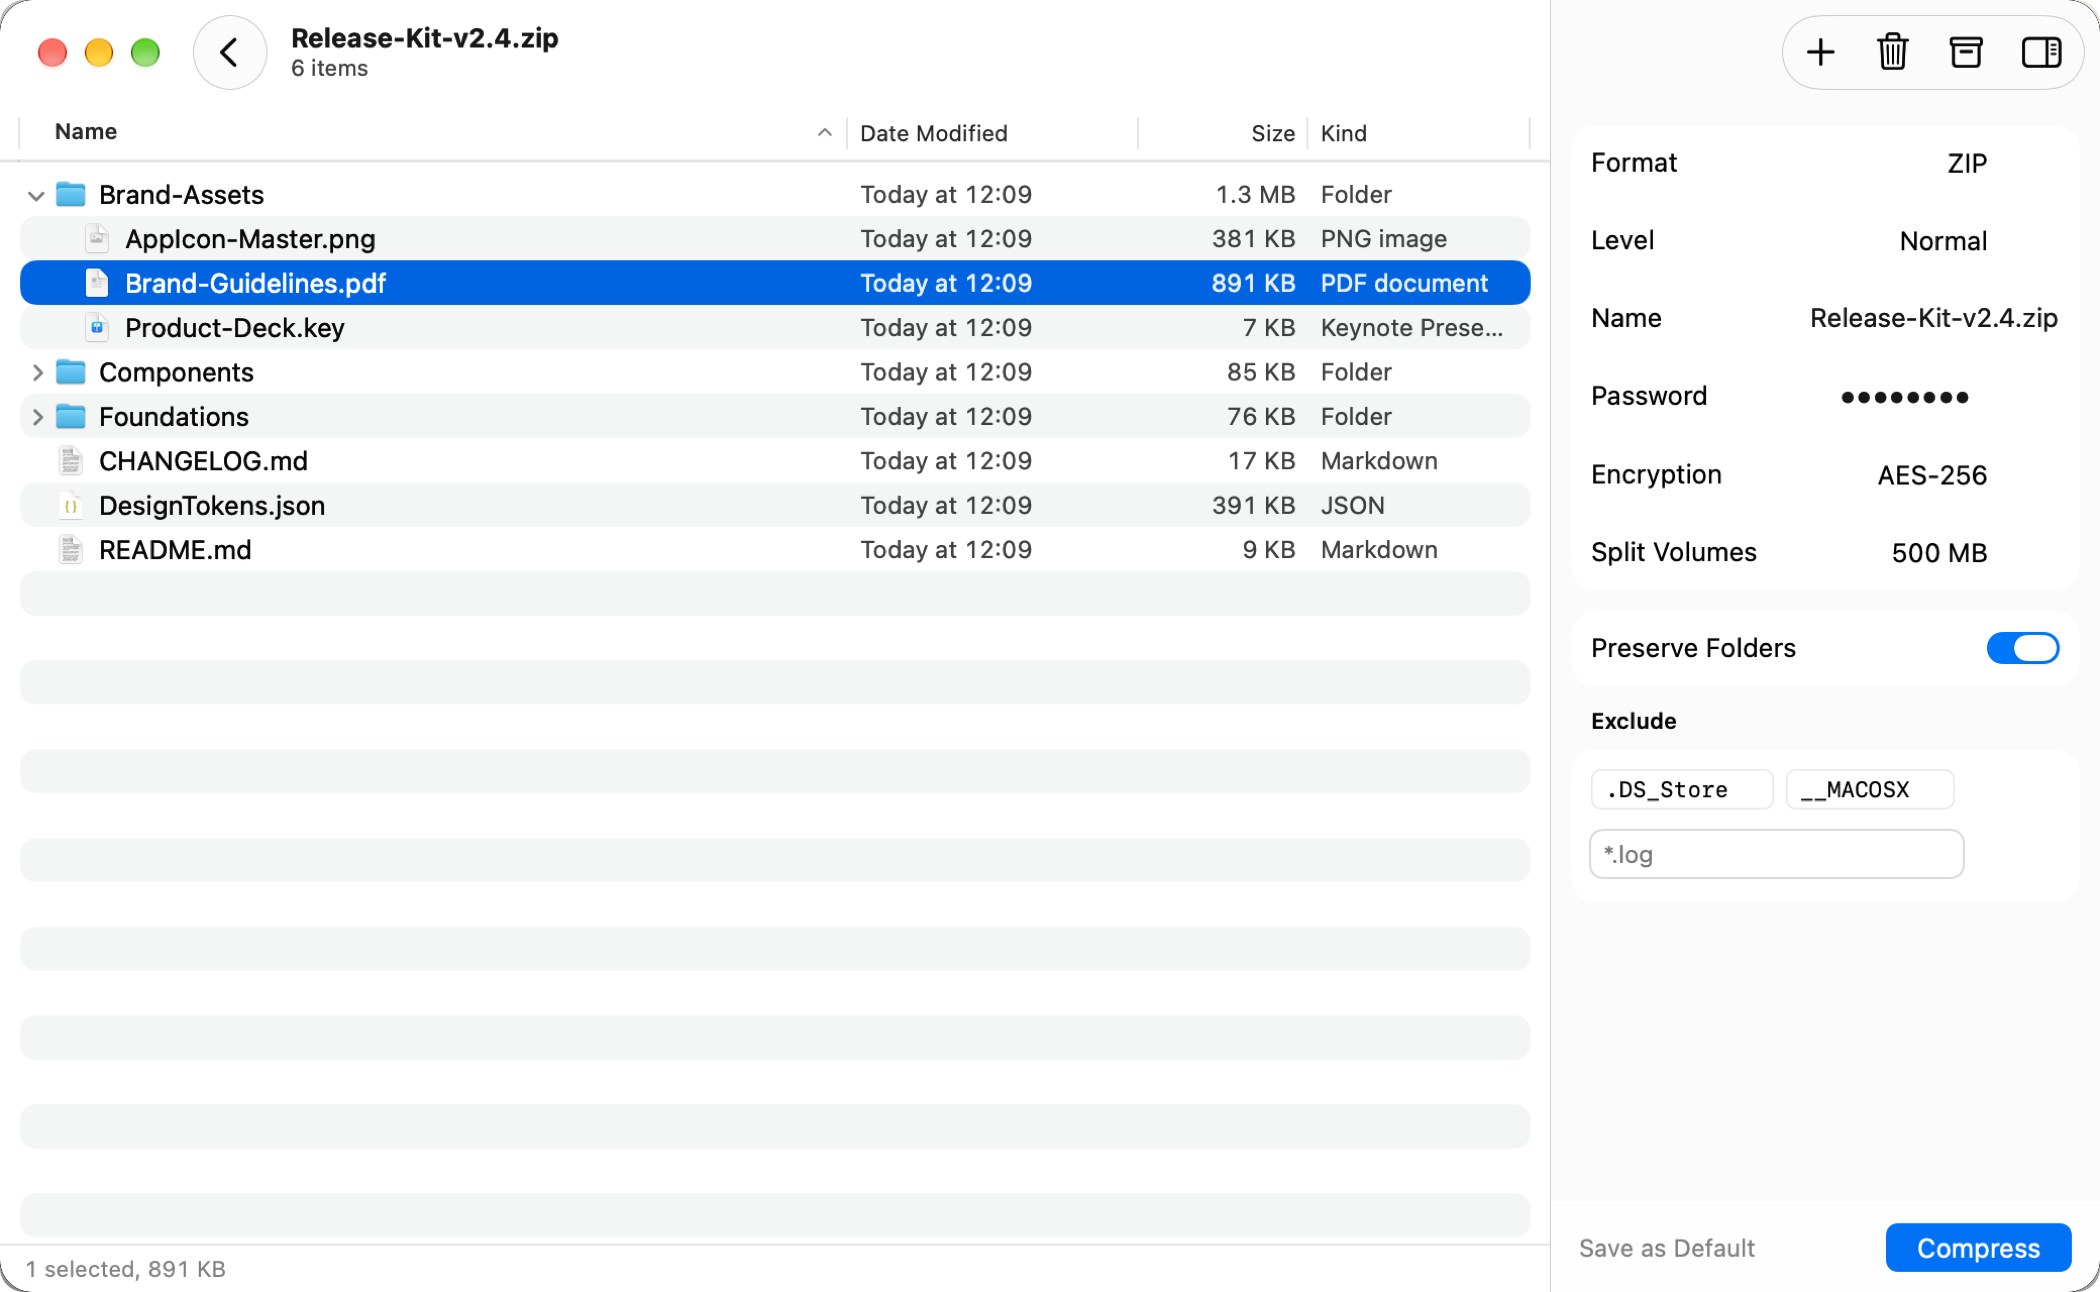 Release-Kit-v2.4.zip
6 items
Name Date Modified Size Kind
Brand-Assets Today at 12:09 1.3 MB Folder
AppIcon-Master.png Today at 12:09 381 KB PNG image
Brand-Guidelines.pdf Today at 12:09 891 KB PDF document
Product-Deck.key Today at 12:09 7 KB Keynote Prese...
Components Today at 12:09 85 KB Folder
Foundations Today at 12:09 76 KB Folder
CHANGELOG.md Today at 12:09 17 KB Markdown
DesignTokens.json Today at 12:09 391 KB JSON
README.md Today at 12:09 9 KB Markdown
1 selected, 891 KB
Format ZIP
Level Normal
Name Release-Kit-v2.4.zip
Password ••••••••
Encryption AES-256
Split Volumes 500 MB
Preserve Folders
Exclude
.DS_Store __MACOSX
*.log
Save as Default Compress